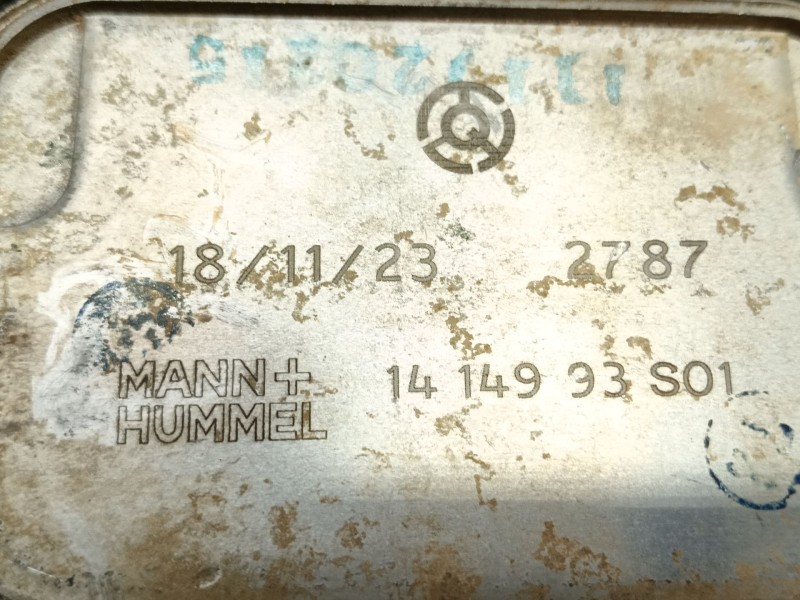 18/11/23 2787
MANN+
HUMMEL
14 149 93 S01